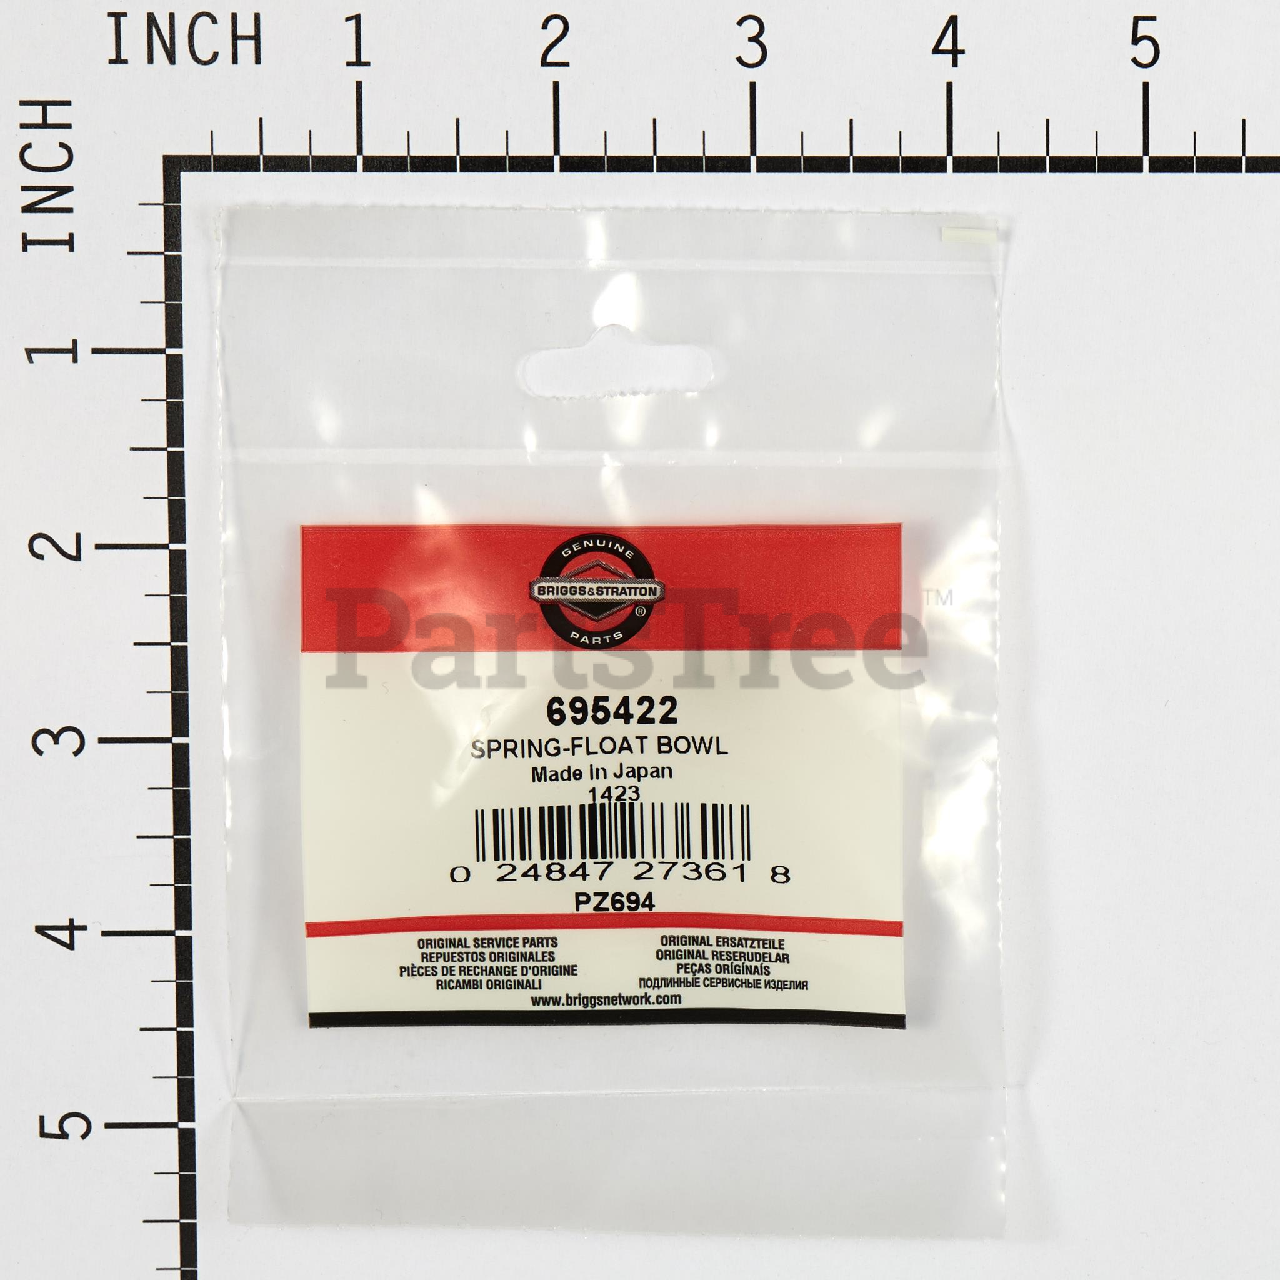 INCH 1 2 3 4 5
INCH
1
2
3
4
5
GENUINE
BRIGGS&STRATTON
®
PARTS
PartsTree™
695422
SPRING-FLOAT BOWL
Made In Japan
1423
0 24847 27361 8
PZ694
ORIGINAL SERVICE PARTS
REPUESTOS ORIGINALES
PIÈCES DE RECHANGE D'ORIGINE
RICAMBI ORIGINALI
ORIGINAL ERSATZTEILE
ORIGINAL RESERUDELAR
PEÇAS ORIGÍNAIS
ПОДЛИННЫЕ СЕРВИСНЫЕ ИЗДЕЛИЯ
www.briggsnetwork.com